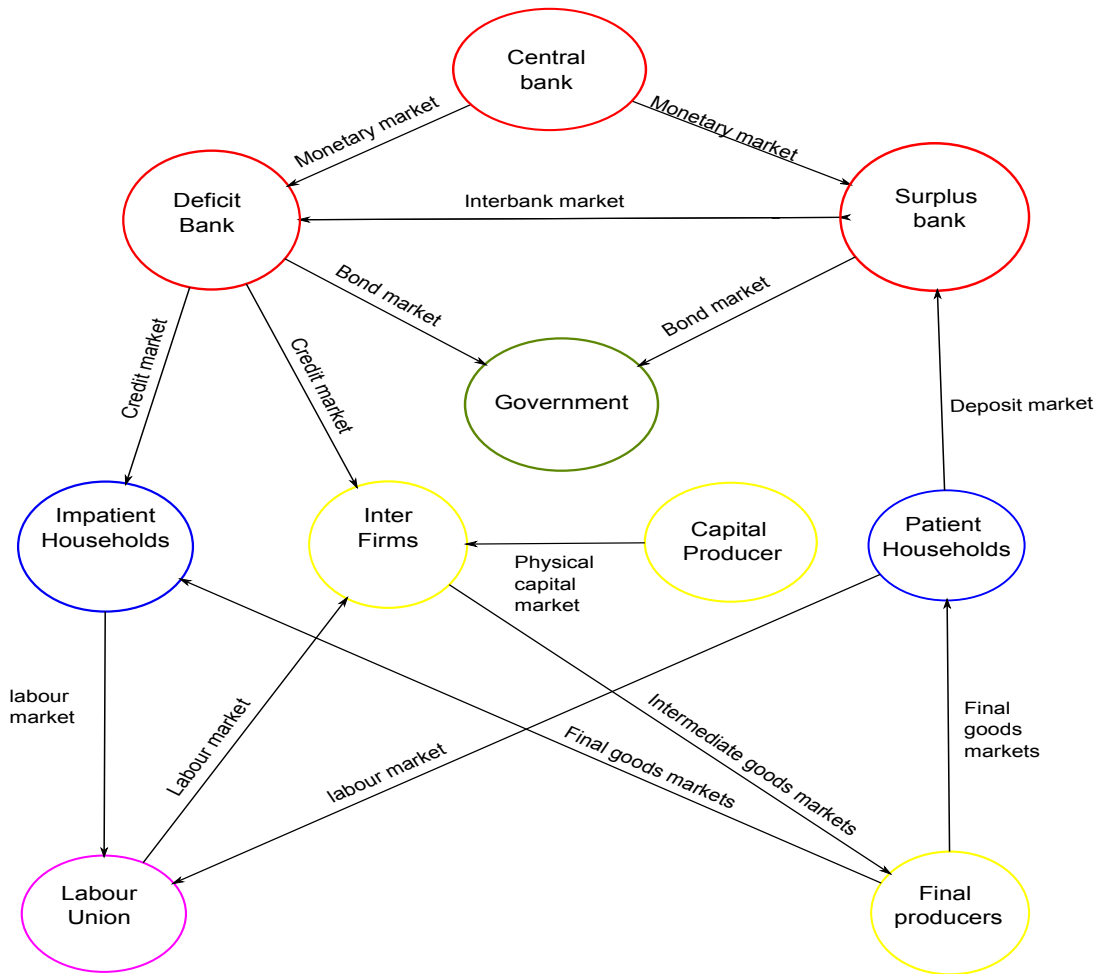 Central
bank
Monetary market
Monetary market
Deficit
Bank
Interbank market
Surplus
bank
Bond market
Bond market
Credit market
Credit market
Government
Deposit market
Impatient
Households
Inter
Firms
Capital
Producer
Patient
Households
Physical
capital
market
labour
market
Labour market
labour market
Final goods markets
Intermediate goods markets
Final
goods
markets
Labour
Union
Final
producers